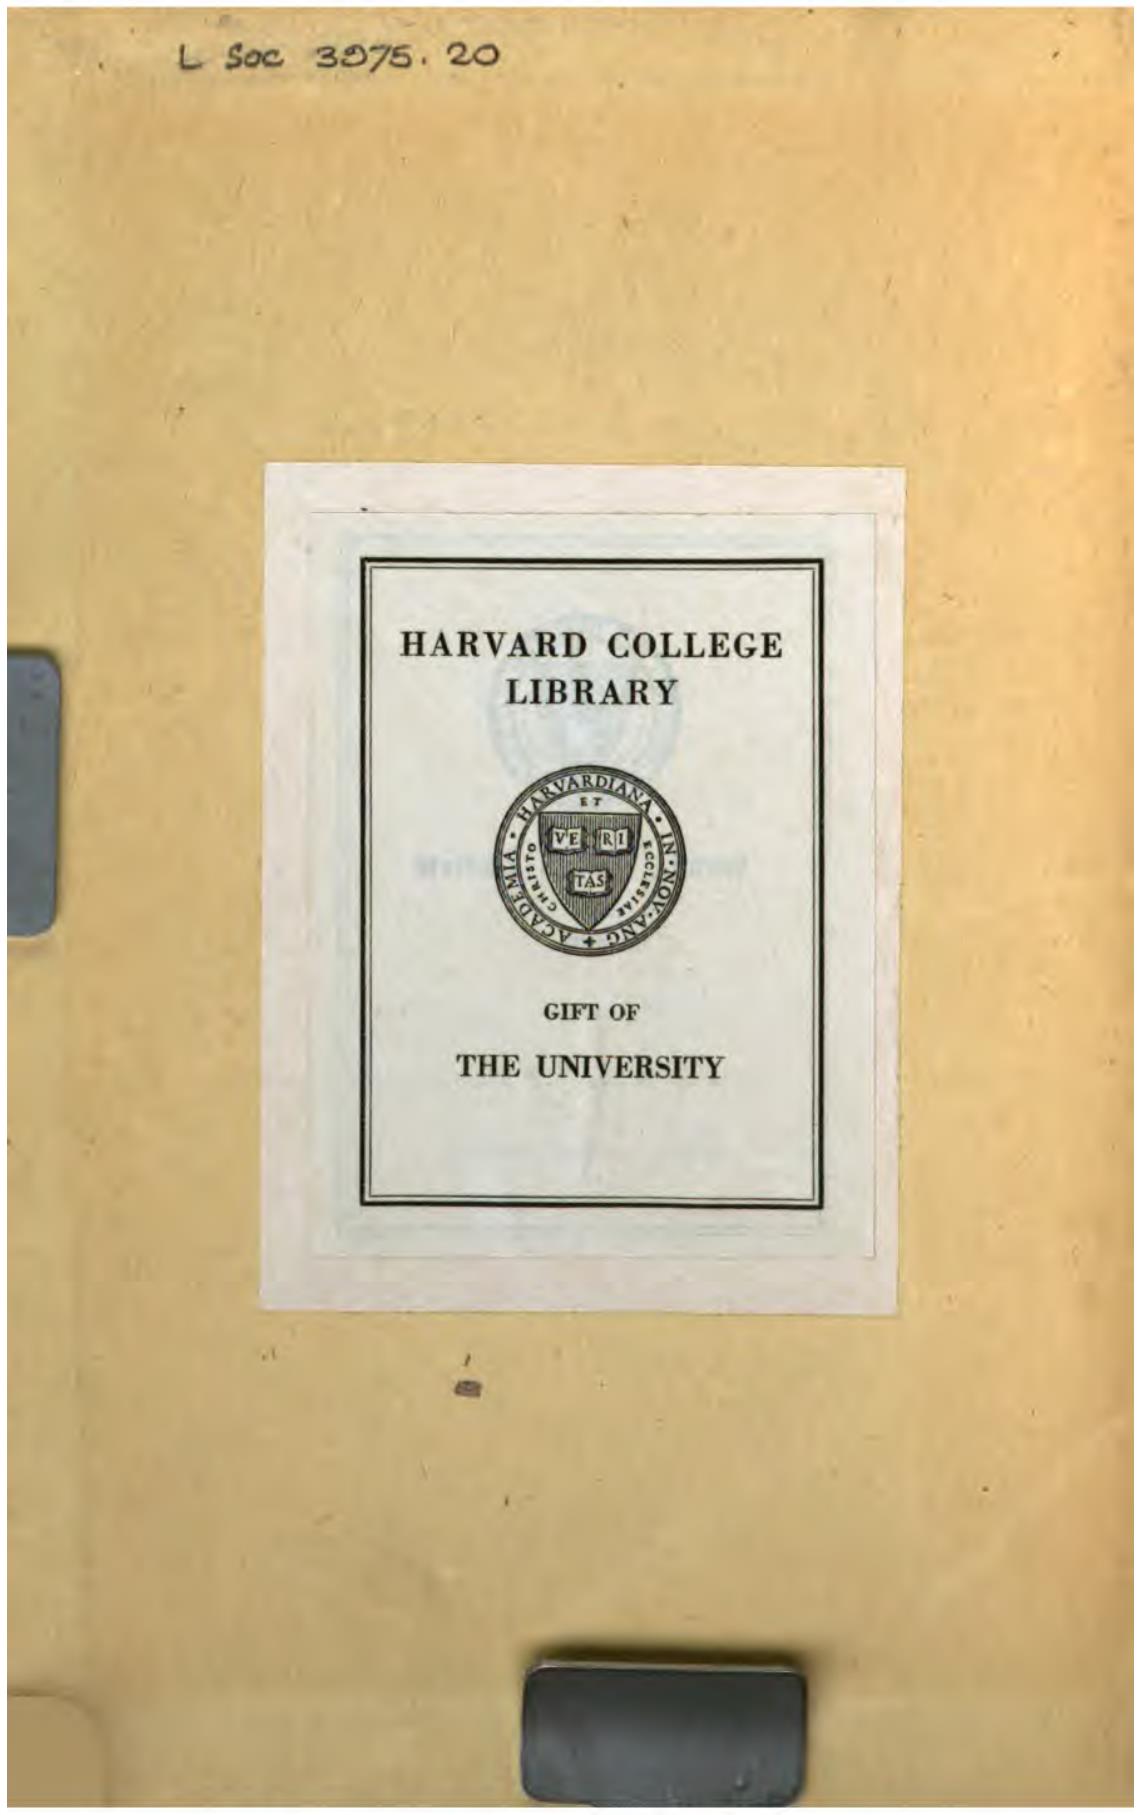 L Soc 3975.20
HARVARD COLLEGE
LIBRARY
ACADEMIA · HARVARDIANA · IN · NOV · ANG
CHRISTO ET ECCLESIAE
VE RI
TAS
GIFT OF
THE UNIVERSITY